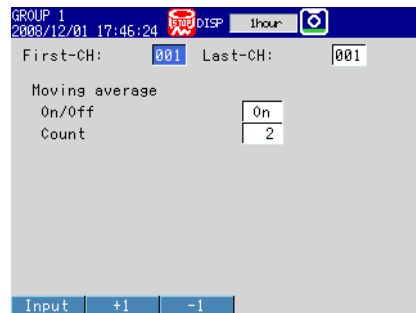 GROUP 1
2008/12/01 17:46:24 STOP DISP 1hour
First-CH: 001 Last-CH: 001
Moving average
On/Off On
Count 2
Input +1 -1